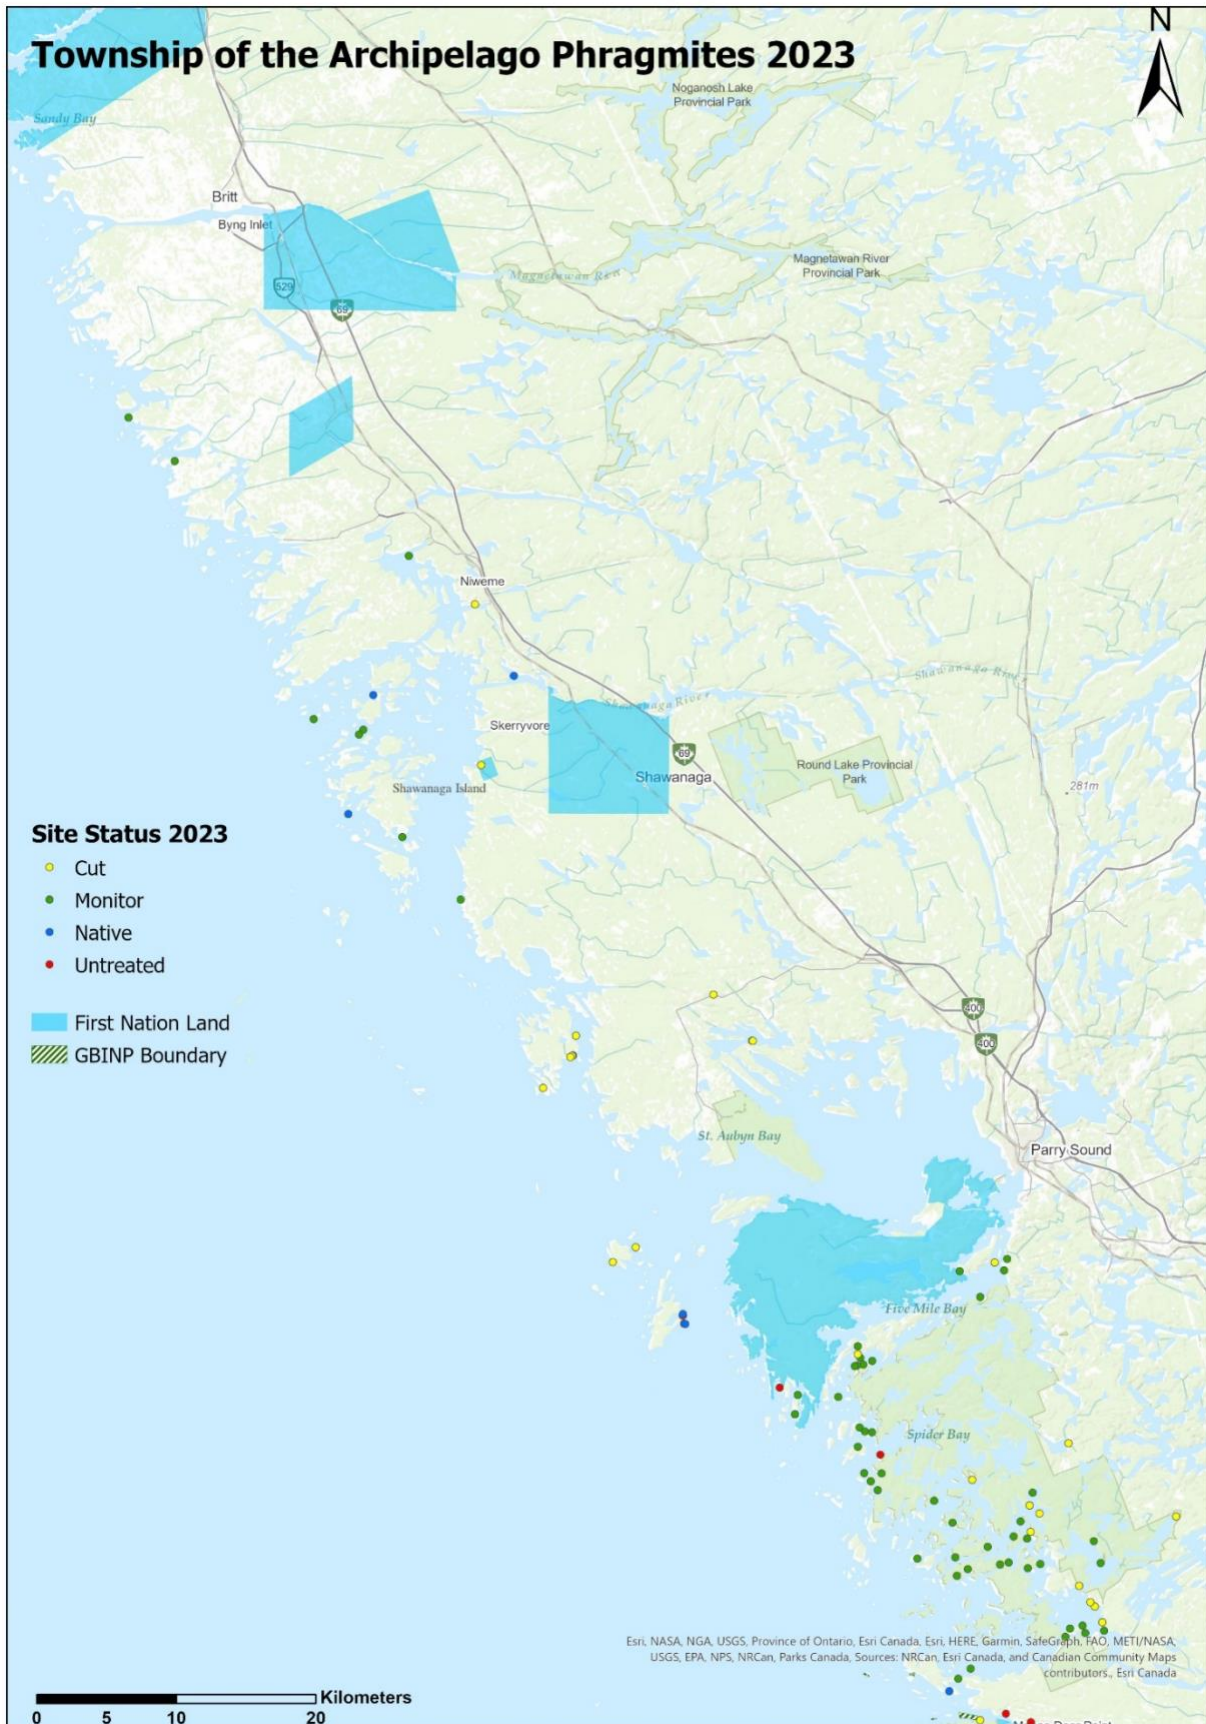 N
Township of the Archipelago Phragmites 2023
Noganosh Lake
Provincial Park
Sandy Bay
Britt
Byng Inlet
Magnetawan River
Provincial Park
529
69
Niweme
Shawanaga River
Shawanaga River
Skerryvore
69
Shawanaga
Round Lake Provincial
Park
Shawanaga Island
281m
Site Status 2023
Cut
Monitor
Native
Untreated
First Nation Land
GBINP Boundary
400
400
St. Aubyn Bay
Parry Sound
Five Mile Bay
Spider Bay
Esri, NASA, NGA, USGS, Province of Ontario, Esri Canada, Esri, HERE, Garmin, SafeGraph, FAO, METI/NASA,
USGS, EPA, NPS, NRCan, Parks Canada, Sources: NRCan, Esri Canada, and Canadian Community Maps
contributors., Esri Canada
Kilometers
0 5 10 20